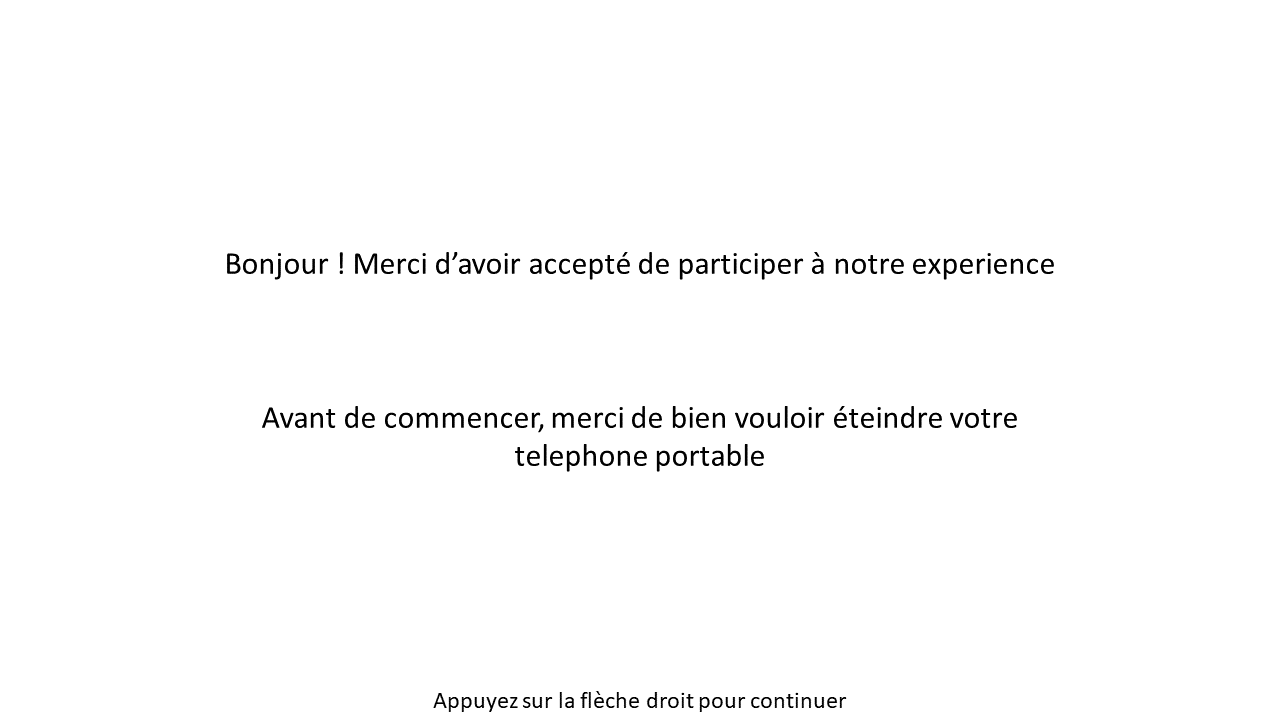 Bonjour ! Merci d’avoir accepté de participer à notre experience
Avant de commencer, merci de bien vouloir éteindre votre
telephone portable
Appuyez sur la flèche droit pour continuer